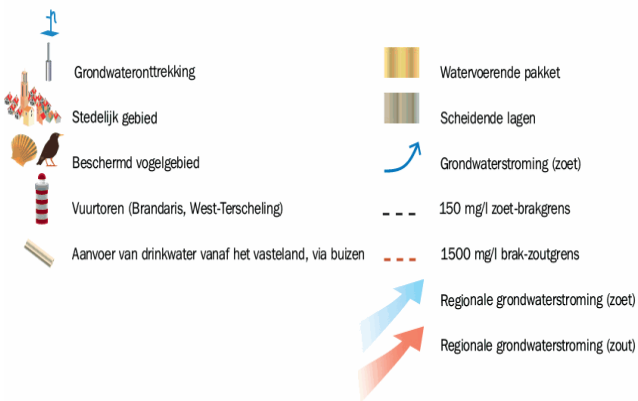 Grondwateronttrekking
Stedelijk gebied
Beschermd vogelgebied
Vuurtoren (Brandaris, West-Terscheling)
Aanvoer van drinkwater vanaf het vasteland, via buizen
Watervoerende pakket
Scheidende lagen
Grondwaterstroming (zoet)
150 mg/l zoet-brakgrens
1500 mg/l brak-zoutgrens
Regionale grondwaterstroming (zoet)
Regionale grondwaterstroming (zout)